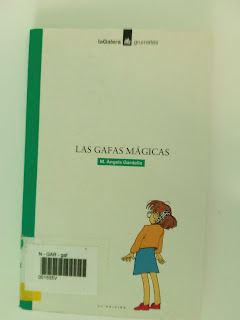 laGalera grumetes
LAS GAFAS MÁGICAS
M. Àngels Gardella
N - GAR - gaf